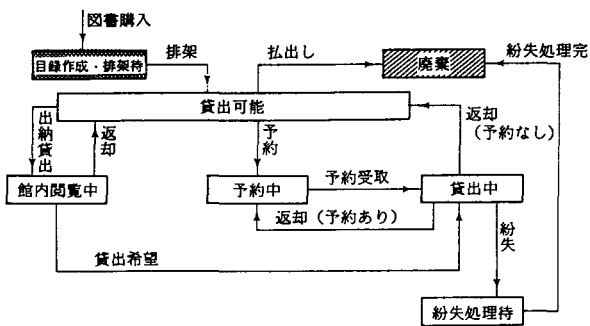 図書購入
目録作成・排架待
排架
払出し
廃棄
紛失処理完
貸出可能
出納貸出
返却
予約
返却
（予約なし）
館内閲覧中
予約中
予約受取
貸出中
返却（予約あり）
紛失
貸出希望
紛失処理待